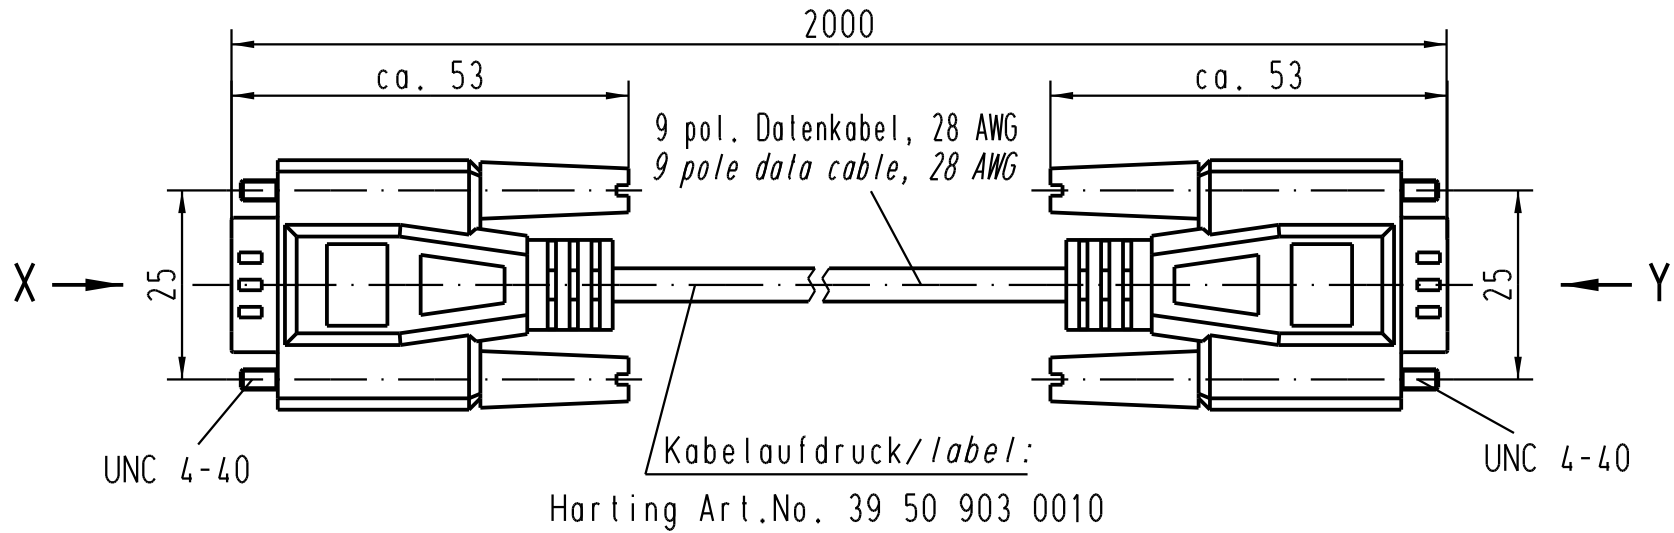 2000
ca. 53
ca. 53
9 pol. Datenkabel, 28 AWG
9 pole data cable, 28 AWG
X
25
25
Y
Kabelaufdruck/label:
UNC 4-40
UNC 4-40
Harting Art.No. 39 50 903 0010